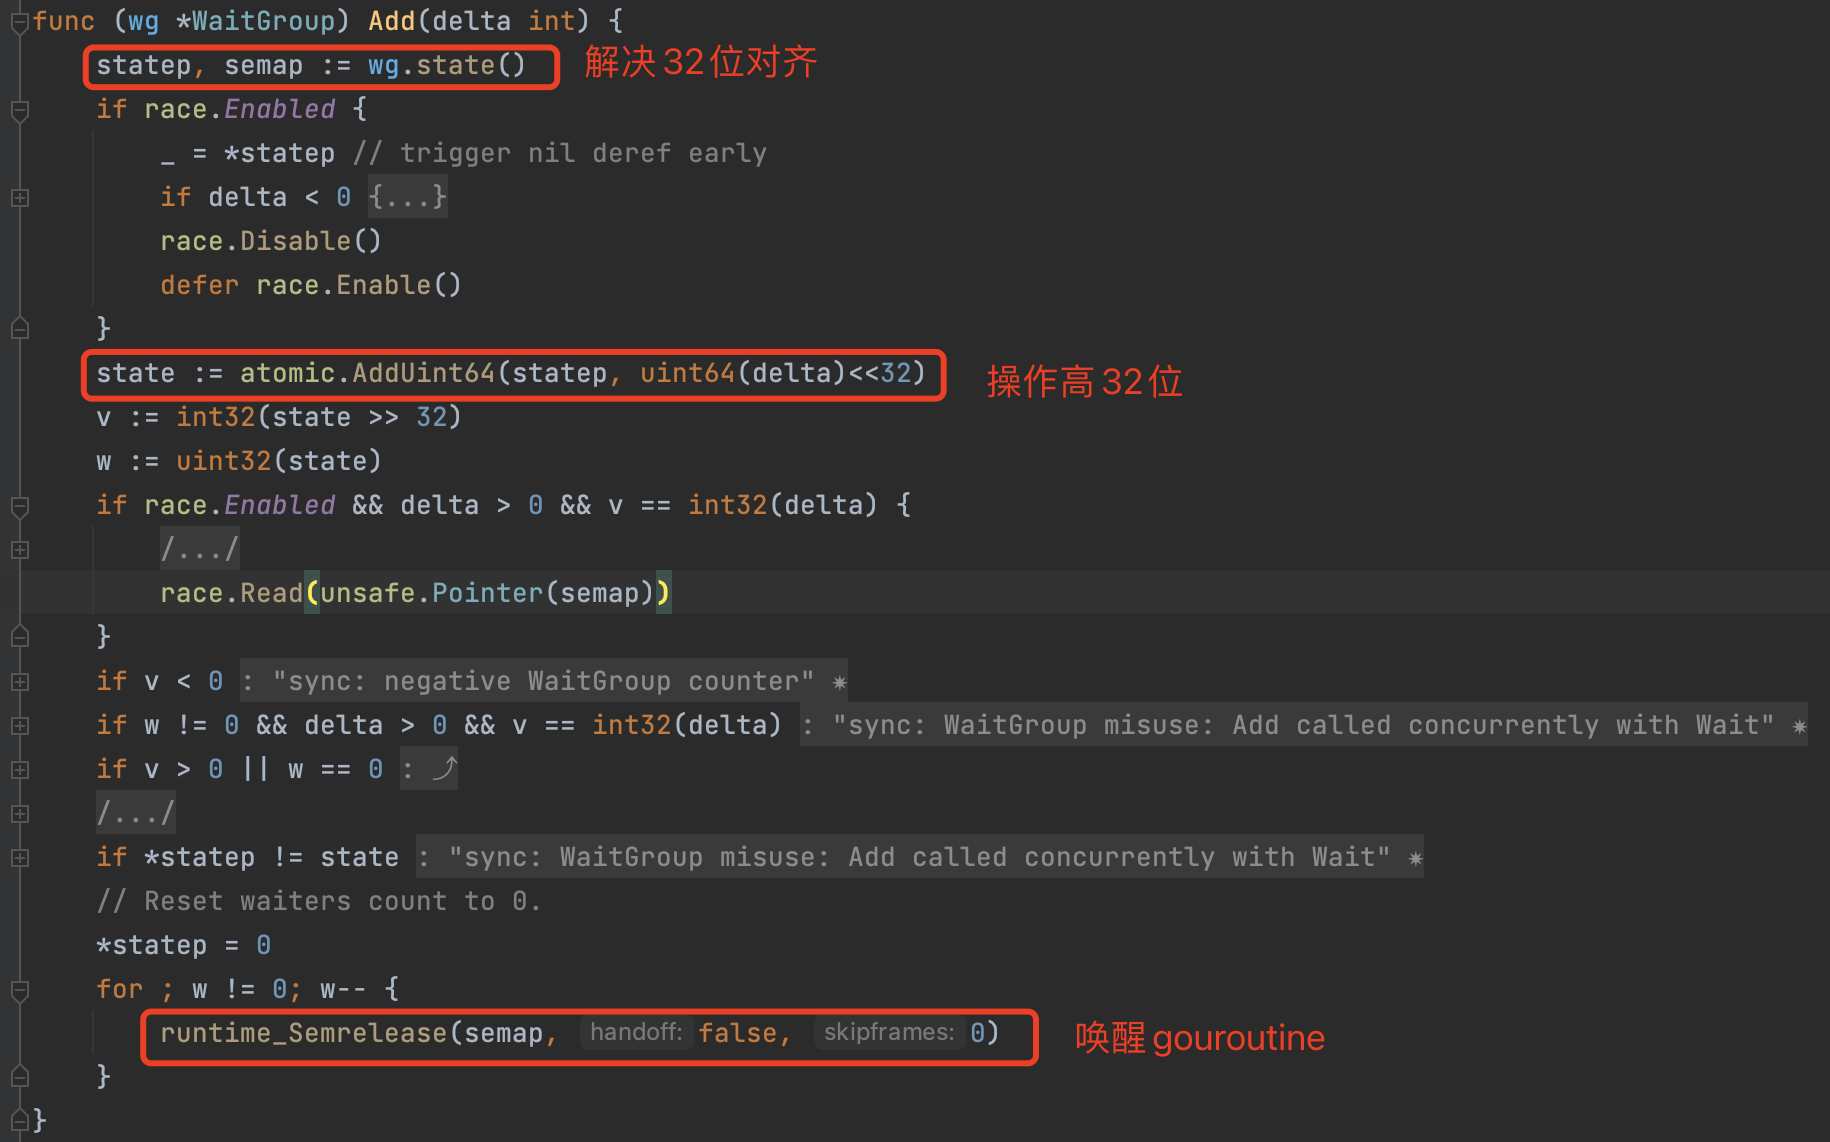 func (wg *WaitGroup) Add(delta int) {
statep, semap := wg.state() 解决32位对齐
if race.Enabled {
_ = *statep // trigger nil deref early
if delta < 0 {...}
race.Disable()
defer race.Enable()
}
state := atomic.AddUint64(statep, uint64(delta)<<32) 操作高32位
v := int32(state >> 32)
w := uint32(state)
if race.Enabled && delta > 0 && v == int32(delta) {
/.../
race.Read(unsafe.Pointer(semap))
}
if v < 0 : "sync: negative WaitGroup counter" ✷
if w != 0 && delta > 0 && v == int32(delta) : "sync: WaitGroup misuse: Add called concurrently with Wait" ✷
if v > 0 || w == 0 : ⤴
/.../
if *statep != state : "sync: WaitGroup misuse: Add called concurrently with Wait" ✷
// Reset waiters count to 0.
*statep = 0
for ; w != 0; w-- {
runtime_Semrelease(semap, handoff: false, skipframes: 0) 唤醒 gouroutine
}
}